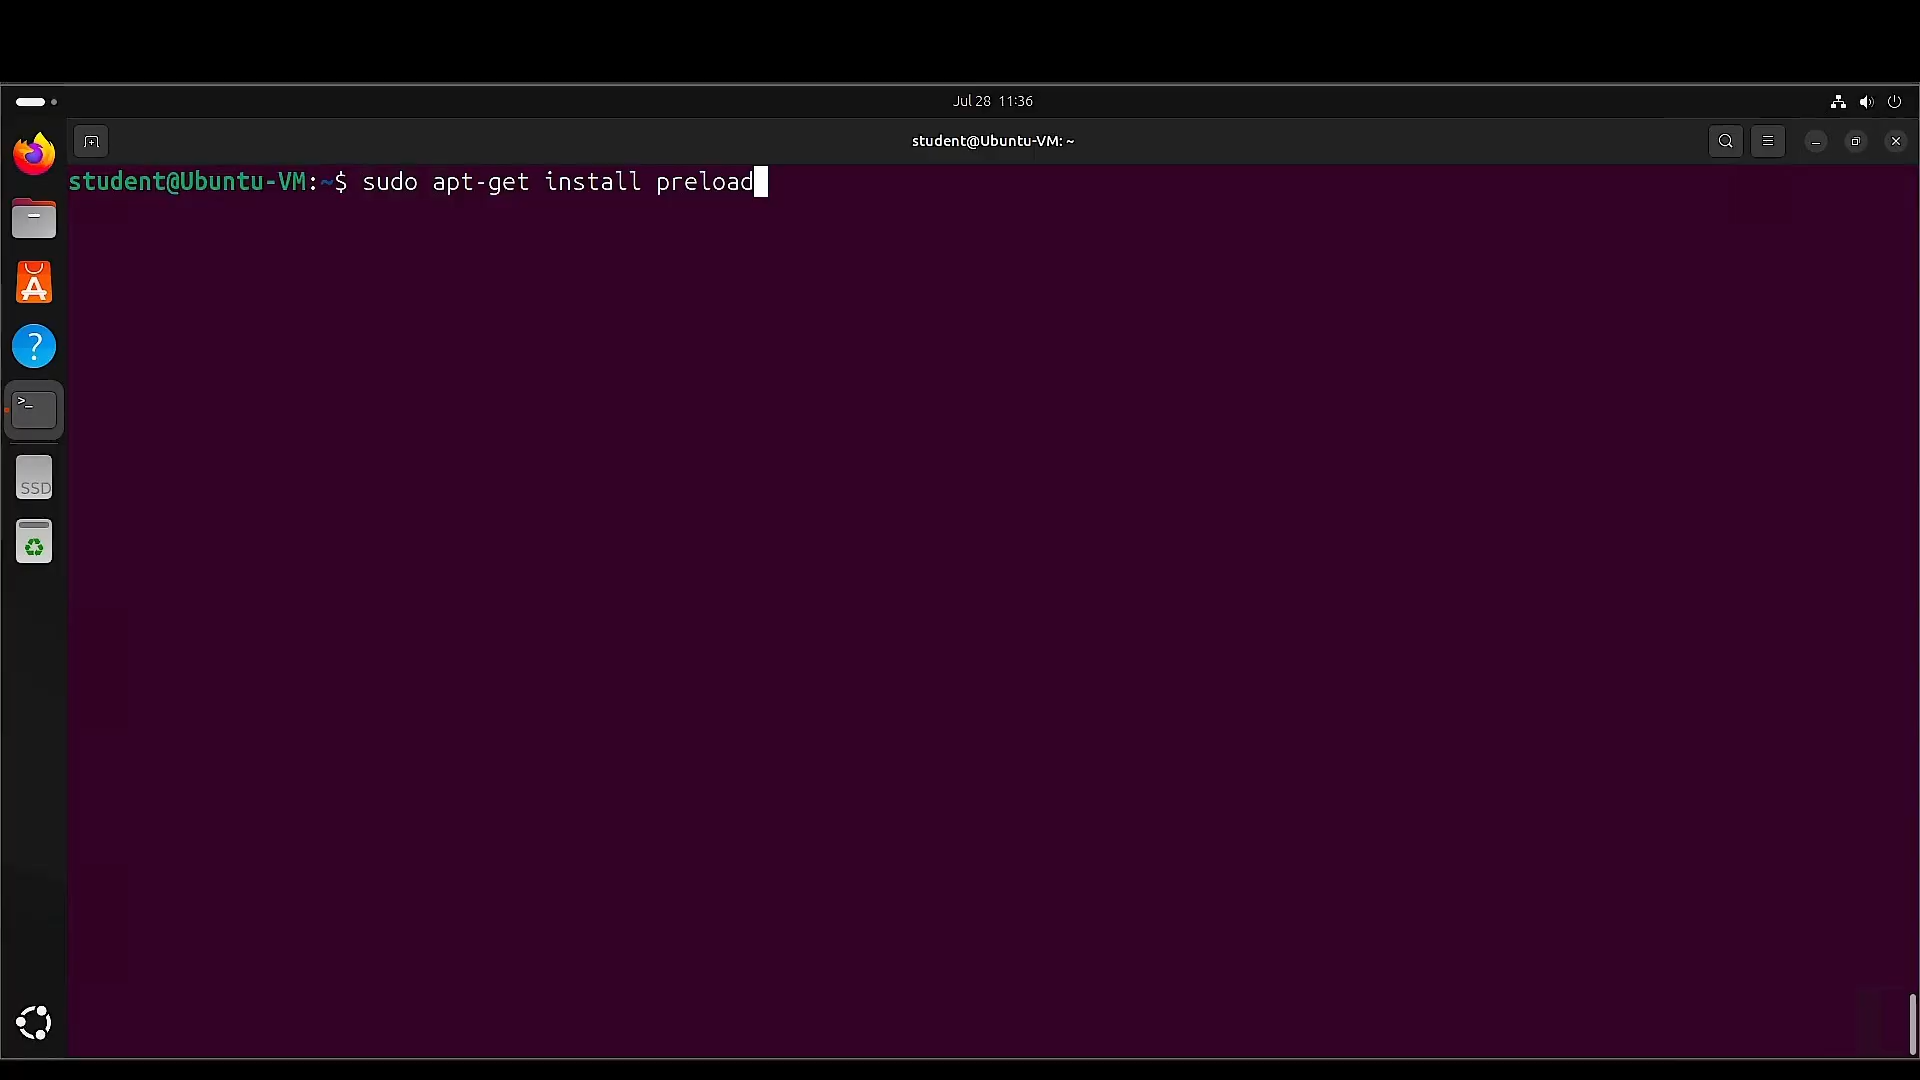 Jul 28 11:36
student@Ubuntu-VM: ~
student@Ubuntu-VM:~$ sudo apt-get install preload
?
>_
SSD